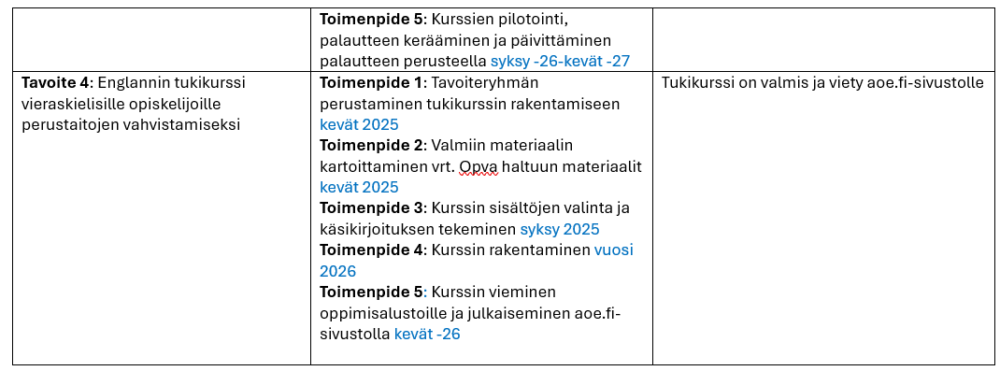 Toimenpide 5: Kurssien pilotointi,
palautteen kerääminen ja päivittäminen
palautteen perusteella syksy -26-kevät -27
Tavoite 4: Englannin tukikurssi
vieraskielisille opiskelijoille
perustaitojen vahvistamiseksi
Toimenpide 1: Tavoiteryhmän
perustaminen tukikurssin rakentamiseen
kevät 2025
Toimenpide 2: Valmiin materiaalin
kartoittaminen vrt. Opva haltuun materiaalit
kevät 2025
Toimenpide 3: Kurssin sisältöjen valinta ja
käsikirjoituksen tekeminen syksy 2025
Toimenpide 4: Kurssin rakentaminen vuosi
2026
Toimenpide 5: Kurssin vieminen
oppimisalustoille ja julkaiseminen aoe.fi-
sivustolla kevät -26
Tukikurssi on valmis ja viety aoe.fi-sivustolle